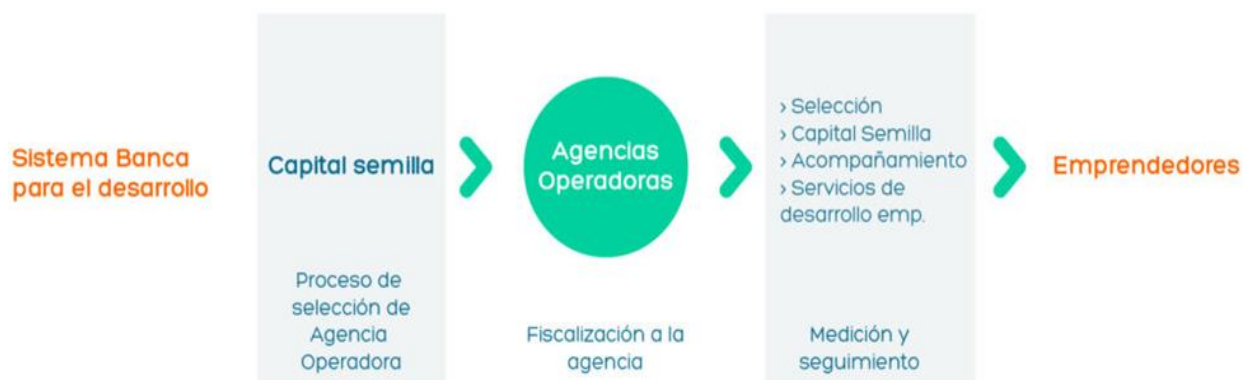 Sistema Banca
para el desarrollo
Capital semilla
Proceso de
selección de
Agencia
Operadora
Agencias
Operadoras
Fiscalización a la
agencia
› Selección
› Capital Semilla
› Acompañamiento
› Servicios de
desarrollo emp.
Medición y
seguimiento
Emprendedores